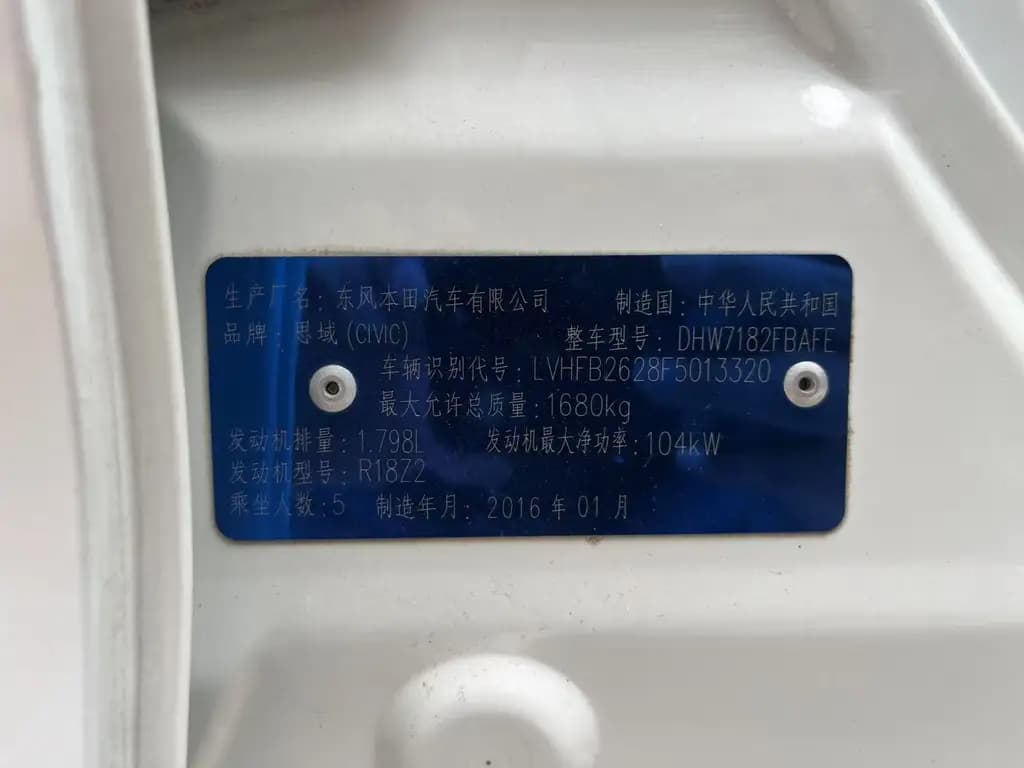 生产厂名：东风本田汽车有限公司 制造国：中华人民共和国
品牌：思域(CIVIC) 整车型号：DHW7182FBAFE
车辆识别代号：LVHFB2628F5013320
最大允许总质量：1680kg
发动机排量：1.798L 发动机最大净功率：104kW
发动机型号：R18Z2
乘坐人数：5 制造年月：2016年01月